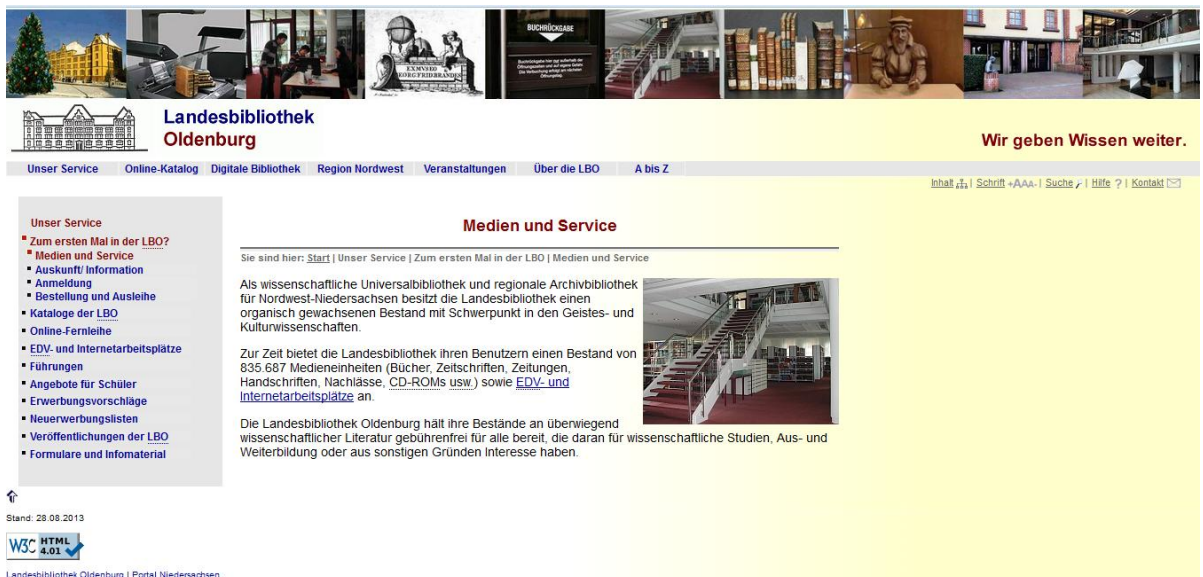 BUCHRÜCKGABE
EX MVSEO
Landesbibliothek
Oldenburg
Wir geben Wissen weiter.
Unser Service Online-Katalog Digitale Bibliothek Region Nordwest Veranstaltungen Über die LBO A bis Z
Inhalt | Schrift +AAA- | Suche | Hilfe ? | Kontakt
Unser Service
Zum ersten Mal in der LBO?
Medien und Service
Auskunft/ Information
Anmeldung
Bestellung und Ausleihe
Kataloge der LBO
Online-Fernleihe
EDV- und Internetarbeitsplätze
Führungen
Angebote für Schüler
Erwerbungsvorschläge
Neuerwerbungslisten
Veröffentlichungen der LBO
Formulare und Infomaterial
Medien und Service
Sie sind hier: Start | Unser Service | Zum ersten Mal in der LBO | Medien und Service
Als wissenschaftliche Universalbibliothek und regionale Archivbibliothek
für Nordwest-Niedersachsen besitzt die Landesbibliothek einen
organisch gewachsenen Bestand mit Schwerpunkt in den Geistes- und
Kulturwissenschaften.
Zur Zeit bietet die Landesbibliothek ihren Benutzern einen Bestand von
835.687 Medieneinheiten (Bücher, Zeitschriften, Zeitungen,
Handschriften, Nachlässe, CD-ROMs usw.) sowie EDV- und
Internetarbeitsplätze an.
Die Landesbibliothek Oldenburg hält ihre Bestände an überwiegend
wissenschaftlicher Literatur gebührenfrei für alle bereit, die daran für wissenschaftliche Studien, Aus- und
Weiterbildung oder aus sonstigen Gründen Interesse haben.
Stand: 28.08.2013
W3C HTML
4.01
Landesbibliothek Oldenburg | Portal Niedersachsen